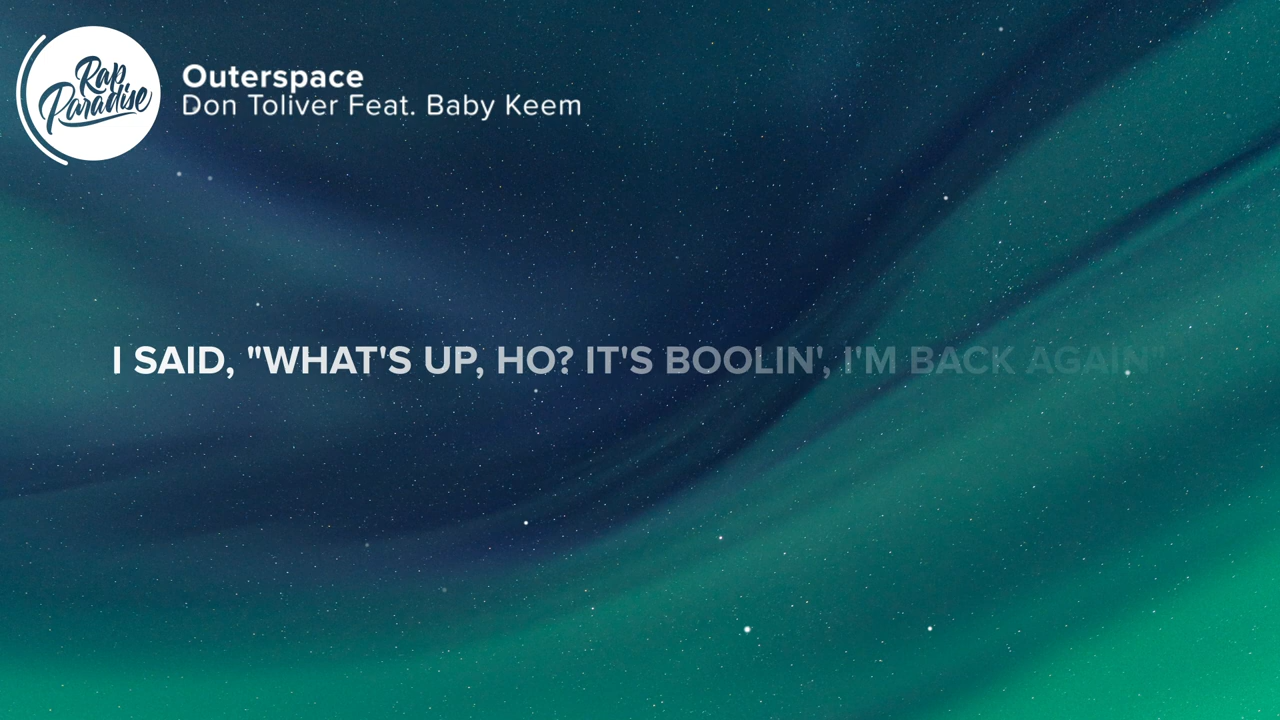 Rap
Paradise
Outerspace
Don Toliver Feat. Baby Keem
I SAID, "WHAT'S UP, HO? IT'S BOOLIN', I'M BACK AGAIN"